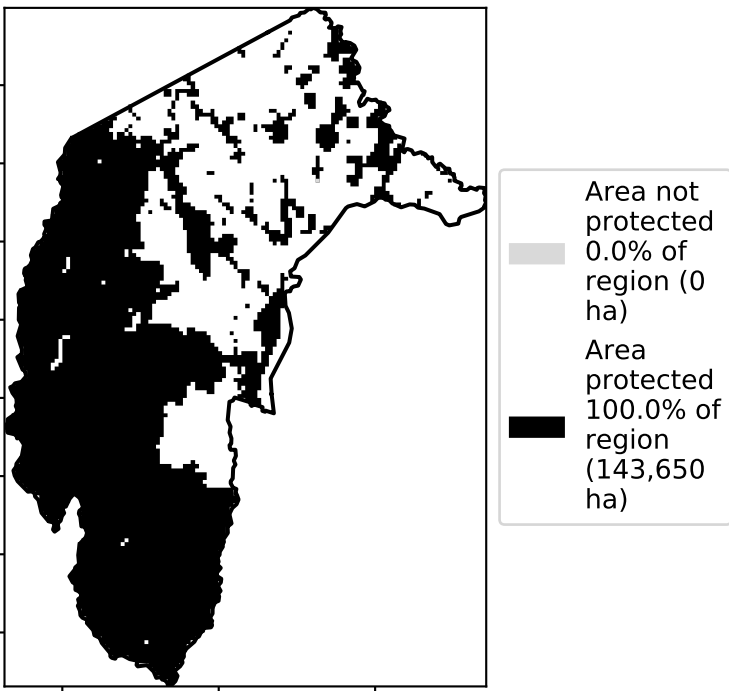 Area not
protected
0.0% of
region (0
ha)
Area
protected
100.0% of
region
(143,650
ha)